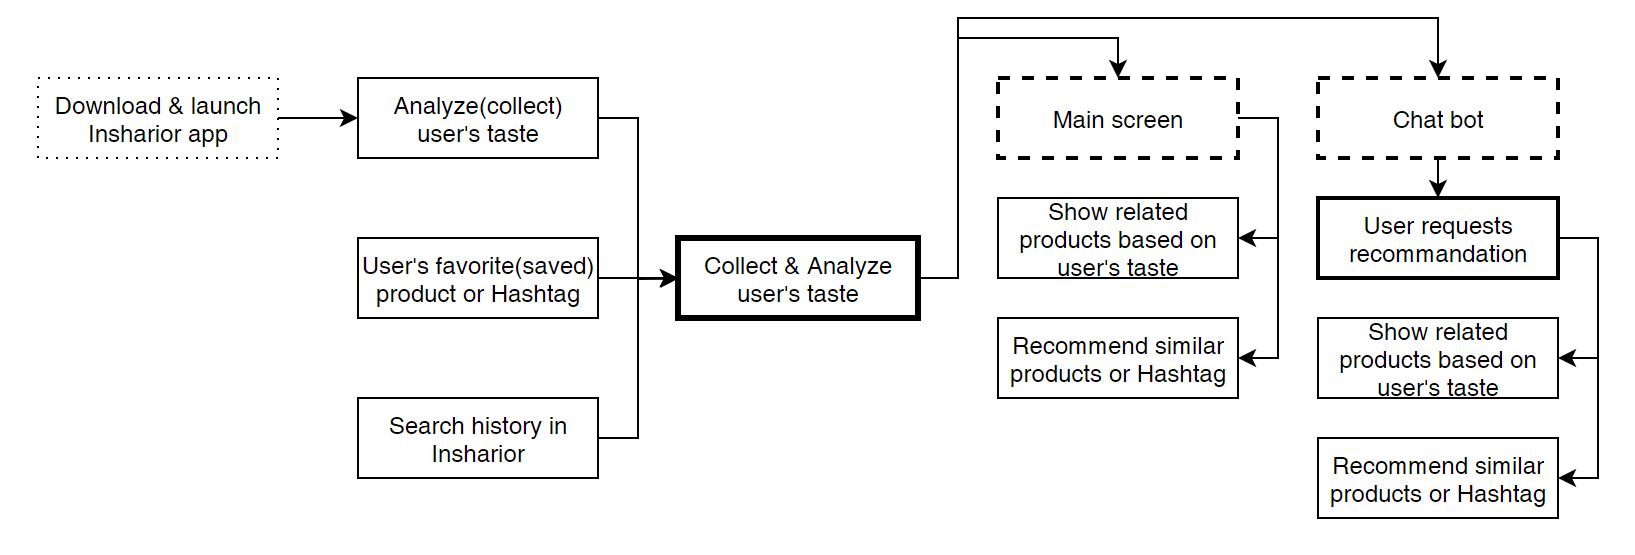 Download & launch
Insharior app
Analyze(collect)
user's taste
User's favorite(saved)
product or Hashtag
Search history in
Insharior
Collect & Analyze
user's taste
Main screen
Show related
products based on
user's taste
Recommend similar
products or Hashtag
Chat bot
User requests
recommandation
Show related
products based on
user's taste
Recommend similar
products or Hashtag